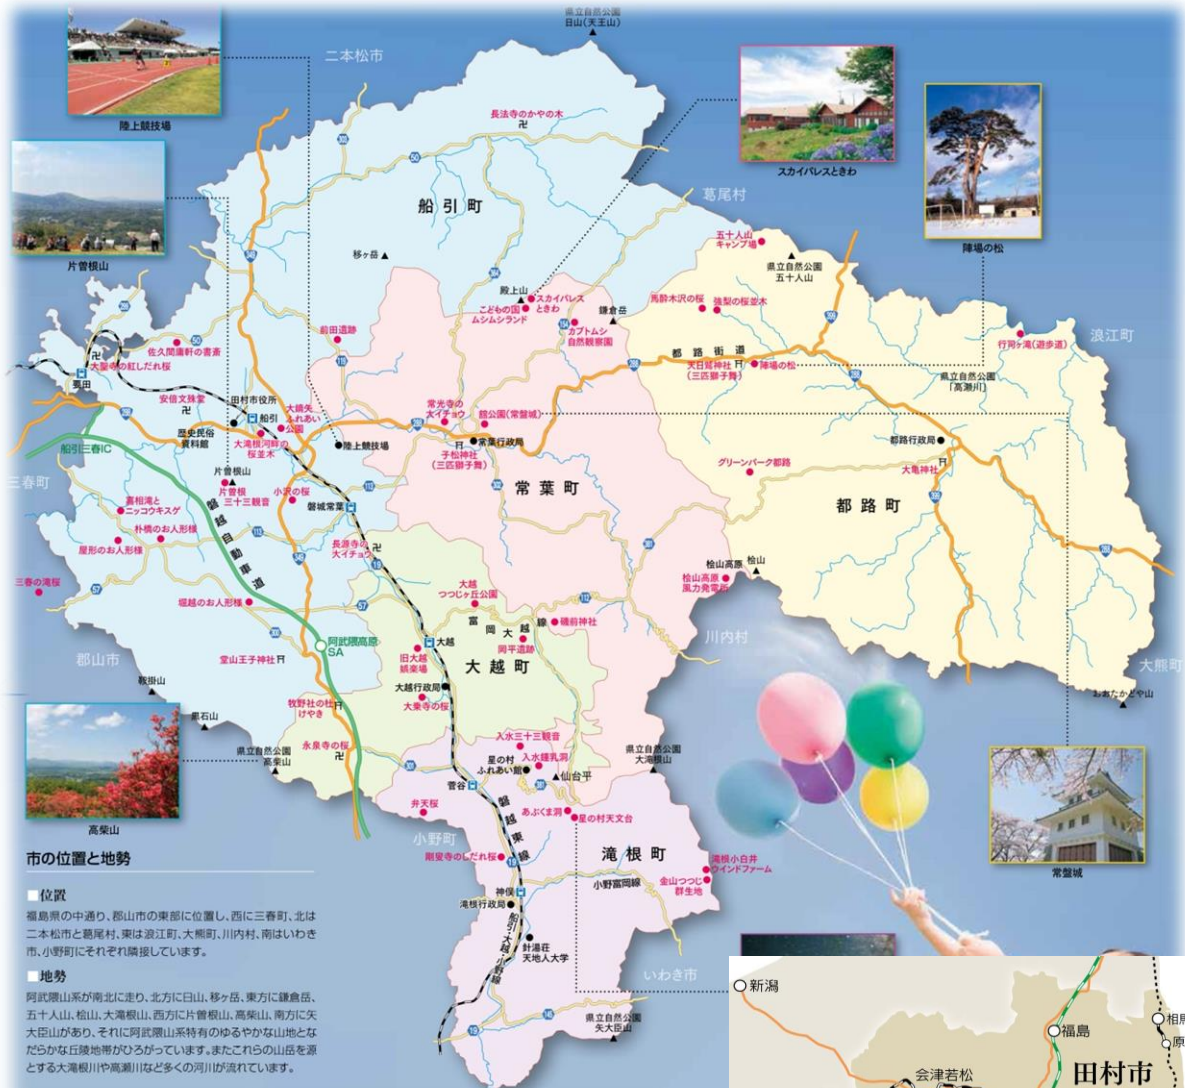 県立自然公園
日山(天王山)
二本松市
陸上競技場
スカイパレスときわ
陣場の松
片曽根山
長法寺のかやの木
船引町
葛尾村
移ヶ岳
五十人山
キャンプ場
県立自然公園
五十人山
殿上山
スカイパレス
ときわ
こどもの国
ムシムシランド
鎌倉岳
カブトムシ
自然観察園
馬酔木沢の桜
強梨の桜並木
浪江町
行司ヶ滝(遊歩道)
前田遺跡
佐久間庸軒の書斎
大聖寺の紅しだれ桜
要田
安倍文殊堂
田村市役所
船引
大鏑矢
ふれあい
公園
歴史民俗
資料館
大滝根河畔の
桜並木
陸上競技場
常光寺の
大イチョウ
舘公園(常盤城)
常葉行政局
子松神社
(三匹獅子舞)
都路街道
天日鷲神社
(三匹獅子舞)
陣場の松
県立自然公園
「高瀬川」
都路行政局
大亀神社
グリーンパーク都路
都路町
船引三春IC
三春町
片曽根山
片曽根
三十三観音
小沢の桜
磐城常葉
常葉町
蓋相滝と
ニッコウキスゲ
朴橋のお人形様
屋形のお人形様
磐越自動車道
長源寺の
大イチョウ
三春の滝桜
堀越のお人形様
大越
つつじヶ丘公園
富岡大越線
磯前神社
岡平遺跡
桧山高原
桧山
桧山高原
風力発電所
川内村
大熊町
おおたかどや山
阿武隈高原
SA
郡山市
堂山王子神社
鞍掛山
黒石山
旧大越
娯楽場
大越
大越町
大越行政局
大乗寺の桜
牧野社の杜
けやき
永泉寺の桜
県立自然公園
高柴山
高柴山
入水三十三観音
星の村
ふれあい館
入水鍾乳洞
仙台平
県立自然公園
大滝根山
菅谷
弁天桜
小野町
あぶくま洞
星の村天文台
磐越東線
滝根町
剛叟寺のしだれ桜
滝根小白井
ウインドファーム
金山つつじ
群生地
小野富岡線
神俣
滝根行政局
船引・大越・小野線
針湯荘
天地人大学
いわき市
県立自然公園
矢大臣山
常盤城
市の位置と地勢
■位置
福島県の中通り、郡山市の東部に位置し、西に三春町、北は
二本松市と葛尾村、東は浪江町、大熊町、川内村、南はいわき
市、小野町にそれぞれ隣接しています。
■地勢
阿武隈山系が南北に走り、北方に日山、移ヶ岳、東方に鎌倉岳、
五十人山、桧山、大滝根山、西方に片曽根山、高柴山、南方に矢
大臣山があり、それに阿武隈山系特有のゆるやかな山地とな
だらかな丘陵地帯がひろがっています。またこれらの山岳を源
とする大滝根川や高瀬川など多くの河川が流れています。
新潟
福島
会津若松
田村市